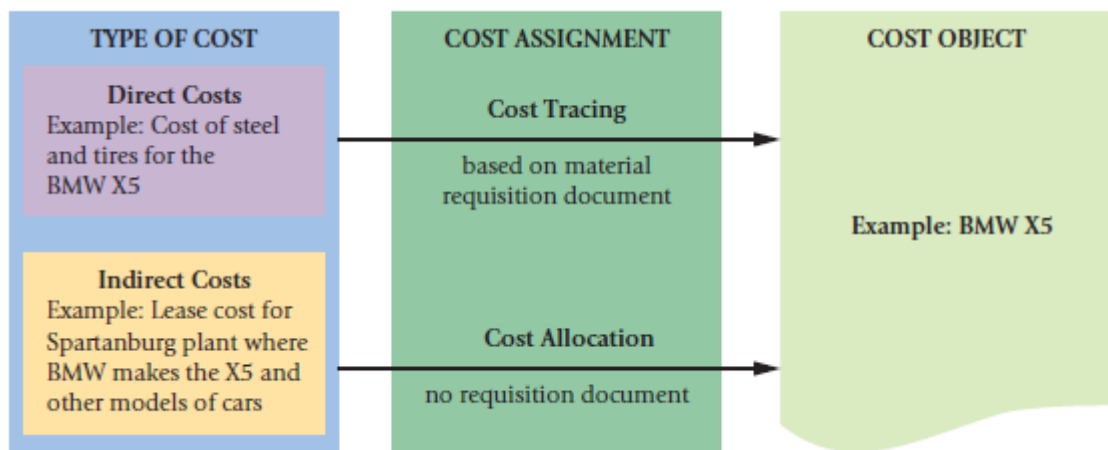 TYPE OF COST
Direct Costs
Example: Cost of steel
and tires for the
BMW X5
Indirect Costs
Example: Lease cost for
Spartanburg plant where
BMW makes the X5 and
other models of cars
COST ASSIGNMENT
Cost Tracing
based on material
requisition document
Cost Allocation
no requisition document
COST OBJECT
Example: BMW X5